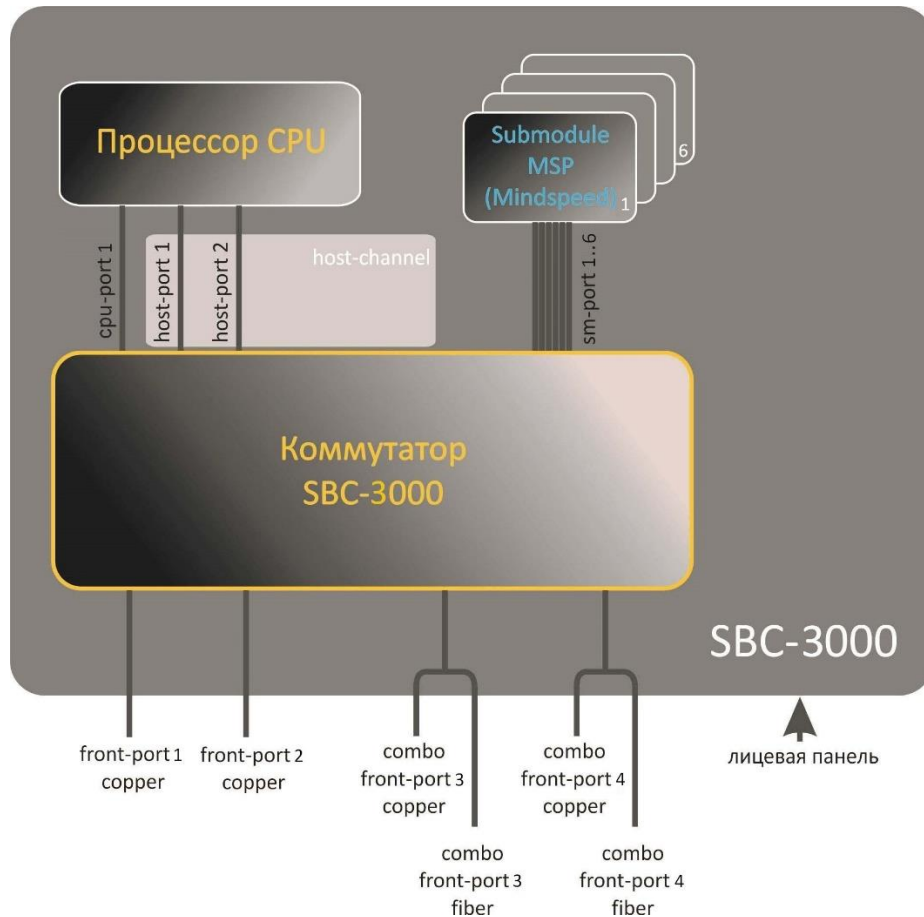 Процессор CPU
Submodule
MSP
(Mindspeed)
1
6
cpu-port 1
host-port 1
host-port 2
host-channel
sm-port 1..6
Коммутатор
SBC-3000
SBC-3000
front-port 1
copper
front-port 2
copper
combo
front-port 3
copper
combo
front-port 4
copper
лицевая панель
combo
front-port 3
fiber
combo
front-port 4
fiber